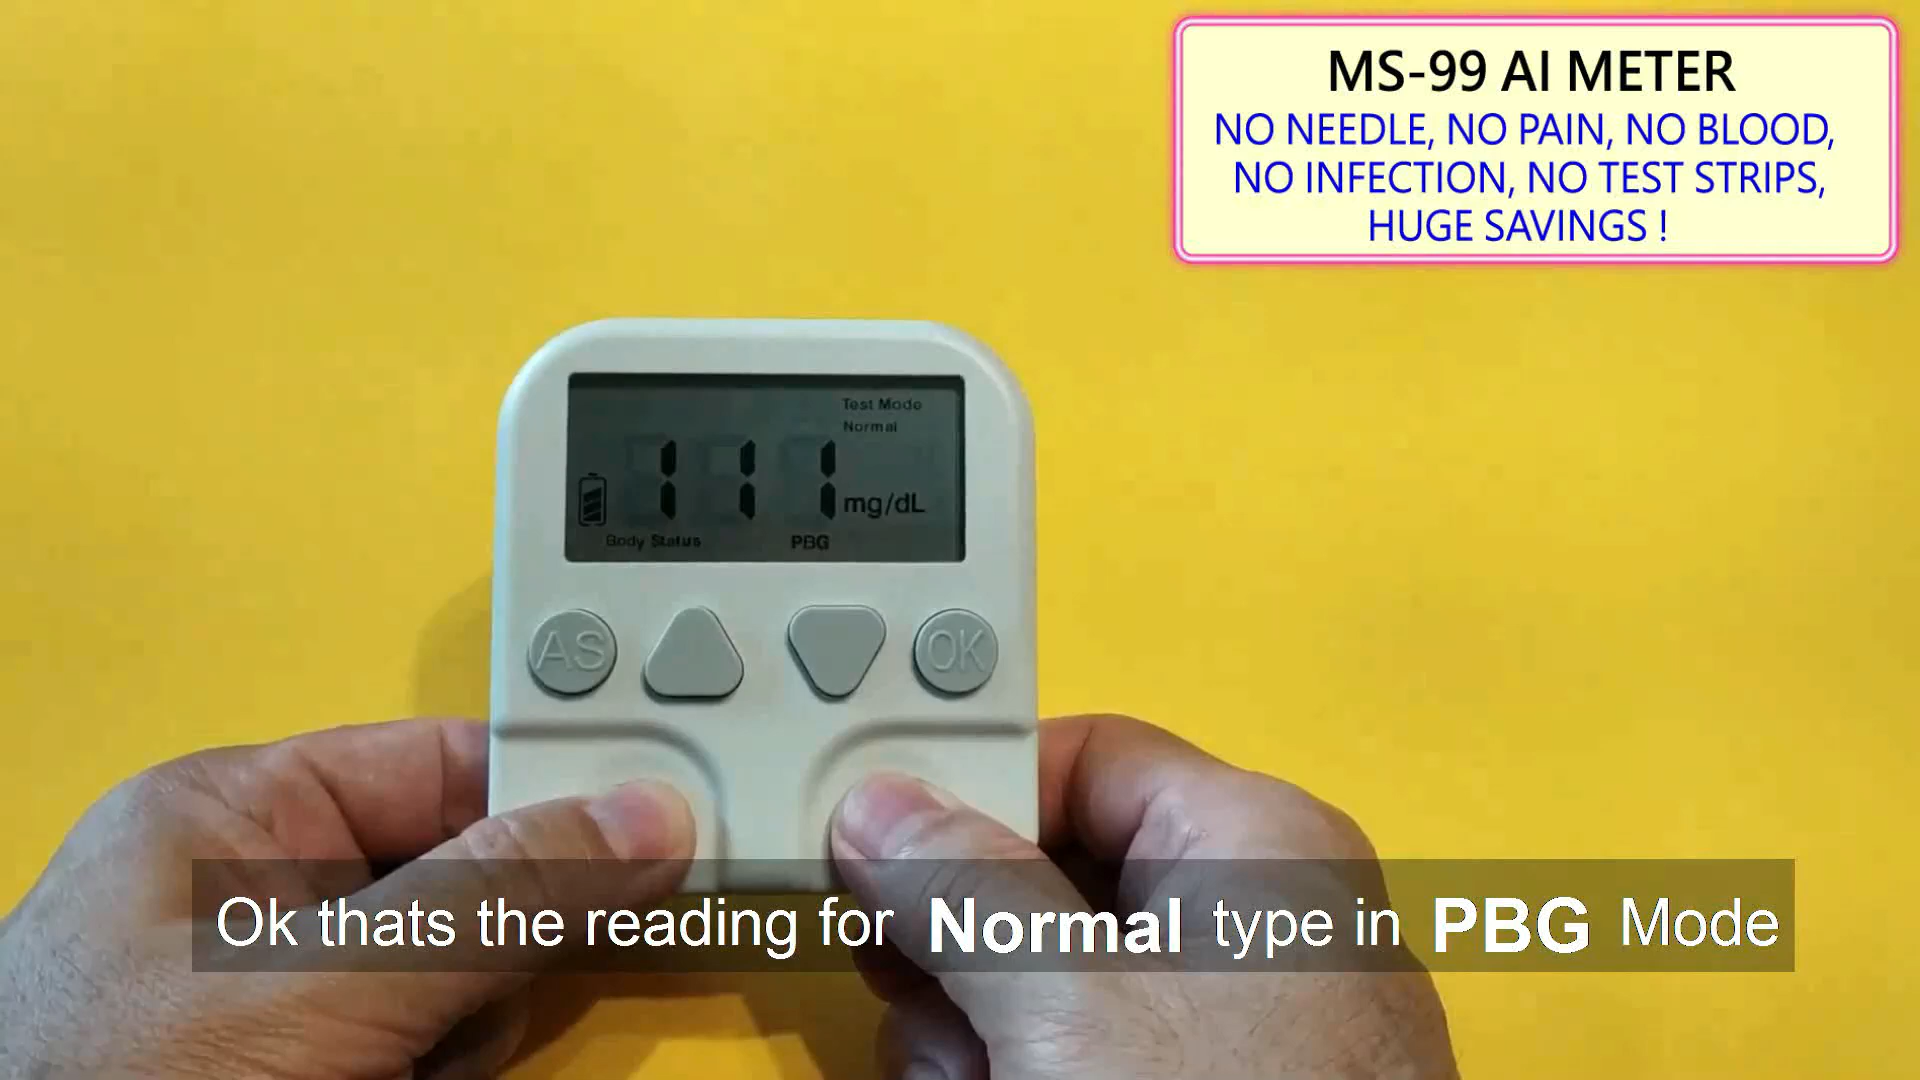 MS-99 AI METER
NO NEEDLE, NO PAIN, NO BLOOD,
NO INFECTION, NO TEST STRIPS,
HUGE SAVINGS !
Test Mode
Normal
111 mg/dL
Body Status PBG
AS OK
Ok thats the reading for Normal type in PBG Mode